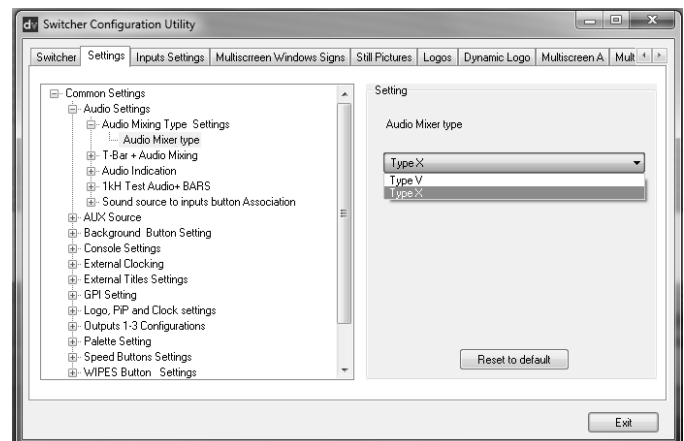 dv Switcher Configuration Utility
Switcher Settings Inputs Settings Multiscrreen Windows Signs Still Pictures Logos Dynamic Logo Multiscreen A Mult
Common Settings
Audio Settings
Audio Mixing Type Settings
Audio Mixer type
T-Bar + Audio Mixing
Audio Indication
1kH Test Audio+ BARS
Sound source to inputs button Association
AUX Source
Background Button Setting
Console Settings
External Clocking
External Titles Settings
GPI Setting
Logo, PiP and Clock settings
Outputs 1-3 Configurations
Palette Setting
Speed Buttons Settings
WIPES Button Settings
Setting
Audio Mixer type
Type X
Type V
Type X
Reset to default
Exit